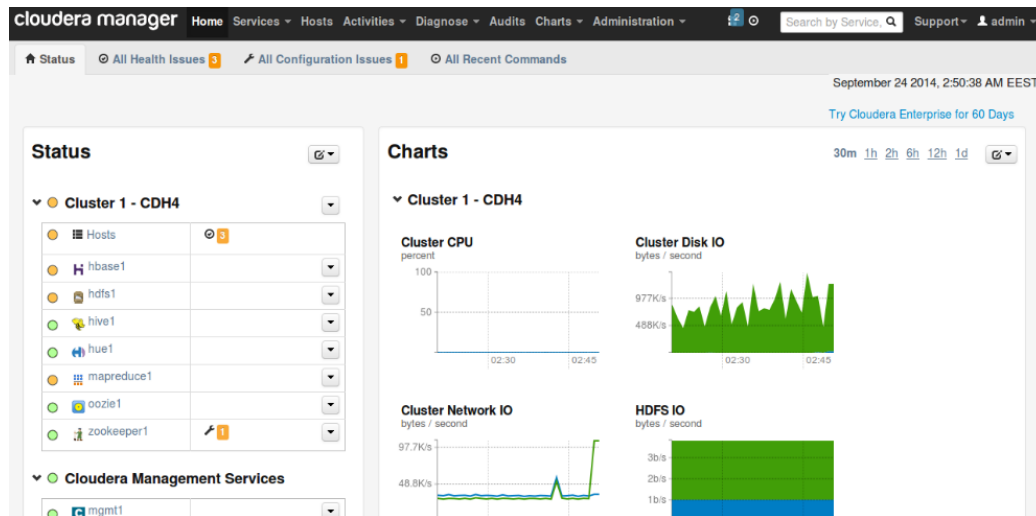 cloudera manager Home Services Hosts Activities Diagnose Audits Charts Administration 2 Search by Service, Support admin
Status All Health Issues 3 All Configuration Issues 1 All Recent Commands
September 24 2014, 2:50:38 AM EEST
Try Cloudera Enterprise for 60 Days
Status
Cluster 1 - CDH4
Hosts 3
hbase1
hdfs1
hive1
hue1
mapreduce1
oozie1
zookeeper1 1
Cloudera Management Services
mgmt1
Charts
30m 1h 2h 6h 12h 1d
Cluster 1 - CDH4
Cluster CPU
percent
100
50
02:30 02:45
Cluster Disk IO
bytes / second
977K/s
488K/s
02:30 02:45
Cluster Network IO
bytes / second
97.7K/s
48.8K/s
HDFS IO
bytes / second
3b/s
2b/s
1b/s